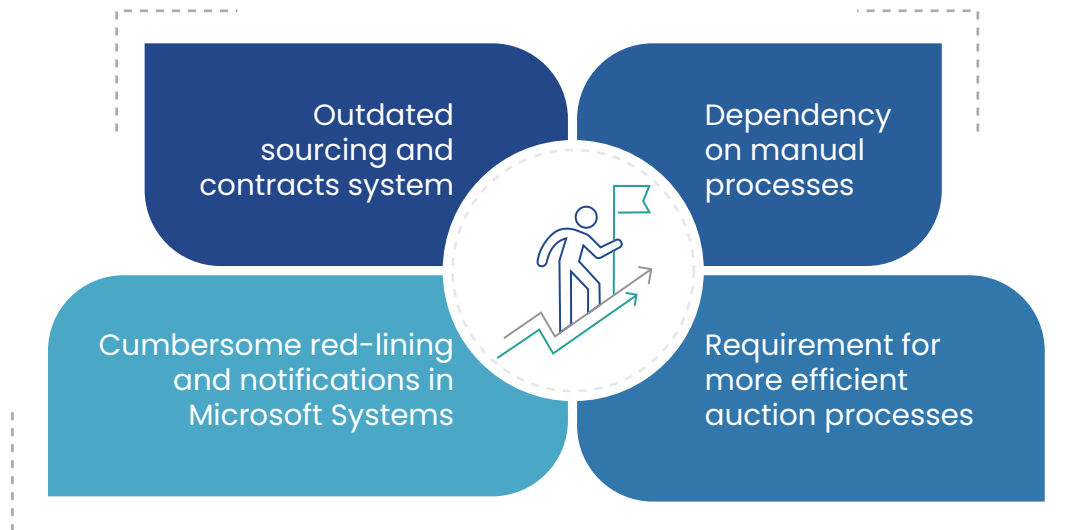 Outdated
sourcing and
contracts system
Dependency
on manual
processes
Cumbersome red-lining
and notifications in
Microsoft Systems
Requirement for
more efficient
auction processes